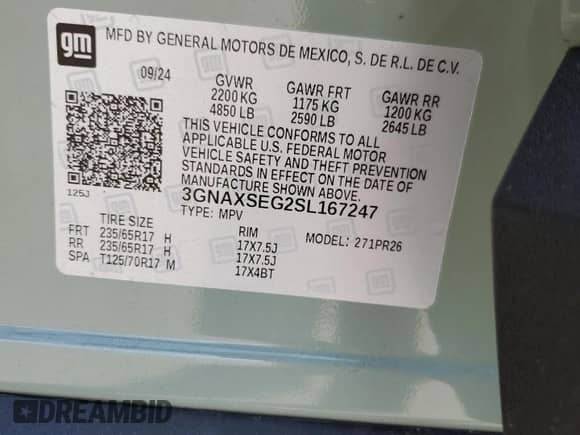 gm
MFD BY GENERAL MOTORS DE MEXICO, S. DE R.L. DE C.V.
09/24 GVWR GAWR FRT GAWR RR
2200 KG 1175 KG 1200 KG
4850 LB 2590 LB 2645 LB
THIS VEHICLE CONFORMS TO ALL
APPLICABLE U.S. FEDERAL MOTOR
VEHICLE SAFETY AND THEFT PREVENTION
STANDARDS IN EFFECT ON THE DATE OF
MANUFACTURE SHOWN ABOVE.
125J
3GNAXSEG2SL167247
TYPE: MPV
TIRE SIZE RIM MODEL: 271PR26
FRT 235/65R17 H 17X7.5J
RR 235/65R17 H 17X7.5J
SPA T125/70R17 M 17X4BT
DREAMBID